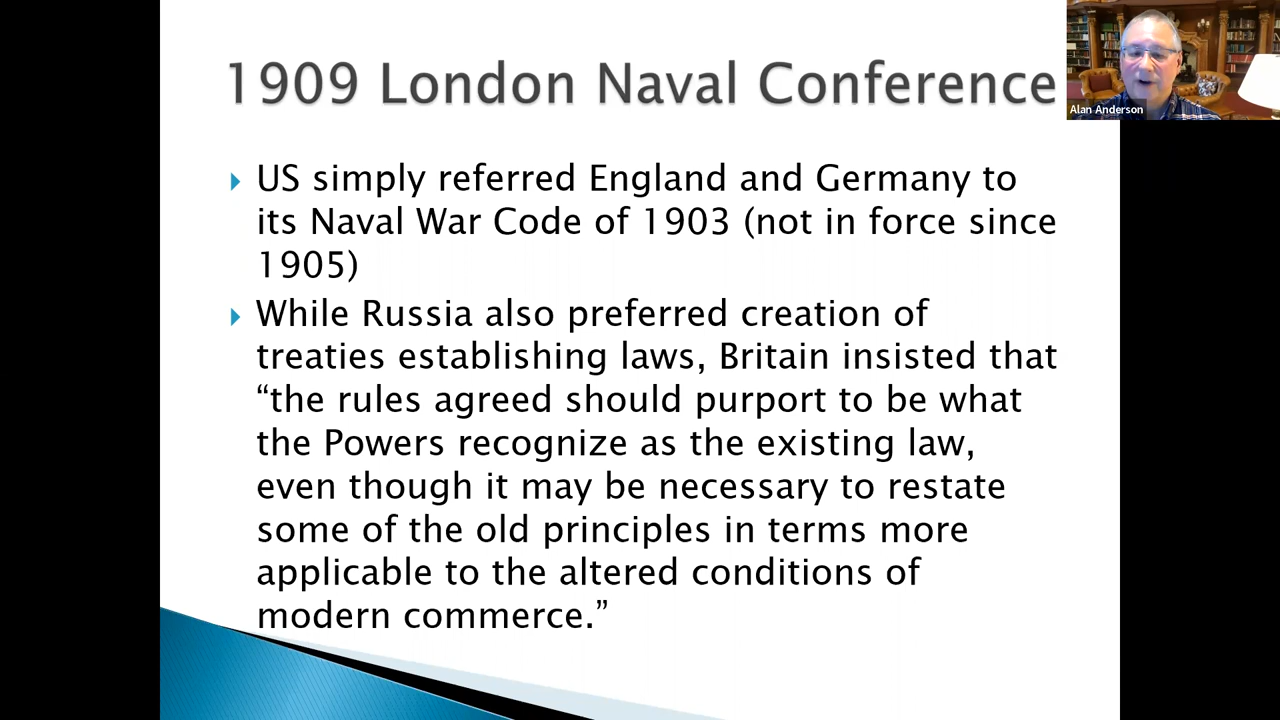 1909 London Naval Conference
Alan Anderson
US simply referred England and Germany to
its Naval War Code of 1903 (not in force since
1905)
While Russia also preferred creation of
treaties establishing laws, Britain insisted that
“the rules agreed should purport to be what
the Powers recognize as the existing law,
even though it may be necessary to restate
some of the old principles in terms more
applicable to the altered conditions of
modern commerce.”